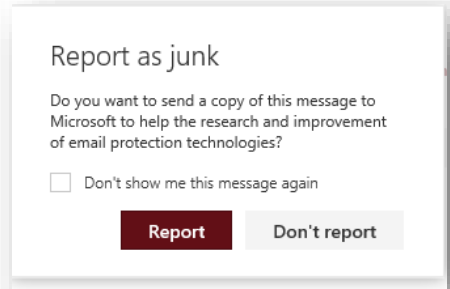 Report as junk
Do you want to send a copy of this message to
Microsoft to help the research and improvement
of email protection technologies?
Don't show me this message again
Report Don't report